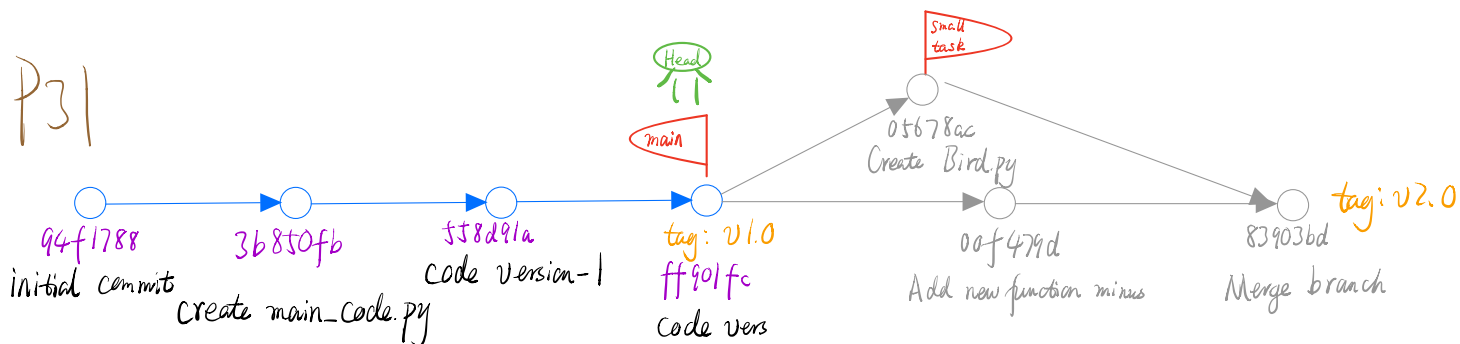 P31
Head
main
small
task
94f1788
initial commit
3b850fb
create main_code.py
558d91a
code version-1
tag: v1.0
ff901fc
code vers
05678ac
Create Bird.py
00f479d
Add new function minus
83903bd
Merge branch
tag: v2.0